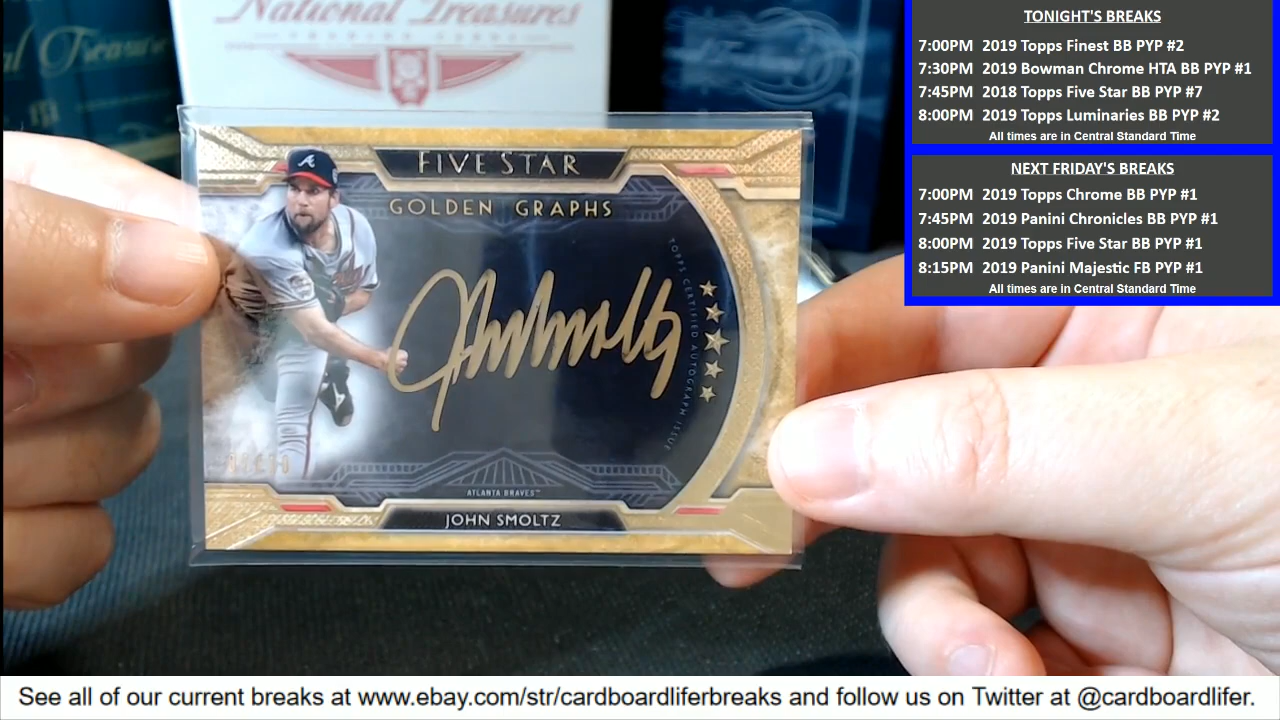 National Treasures
TRADING CARDS
National Treasures
FIVE STAR
GOLDEN GRAPHS
TOPPS CERTIFIED AUTOGRAPH ISSUE
ATLANTA BRAVES™
JOHN SMOLTZ
TONIGHT'S BREAKS
7:00PM 2019 Topps Finest BB PYP #2
7:30PM 2019 Bowman Chrome HTA BB PYP #1
7:45PM 2018 Topps Five Star BB PYP #7
8:00PM 2019 Topps Luminaries BB PYP #2
All times are in Central Standard Time
NEXT FRIDAY'S BREAKS
7:00PM 2019 Topps Chrome BB PYP #1
7:45PM 2019 Panini Chronicles BB PYP #1
8:00PM 2019 Topps Five Star BB PYP #1
8:15PM 2019 Panini Majestic FB PYP #1
All times are in Central Standard Time
See all of our current breaks at www.ebay.com/str/cardboardliferbreaks and follow us on Twitter at @cardboardlifer.